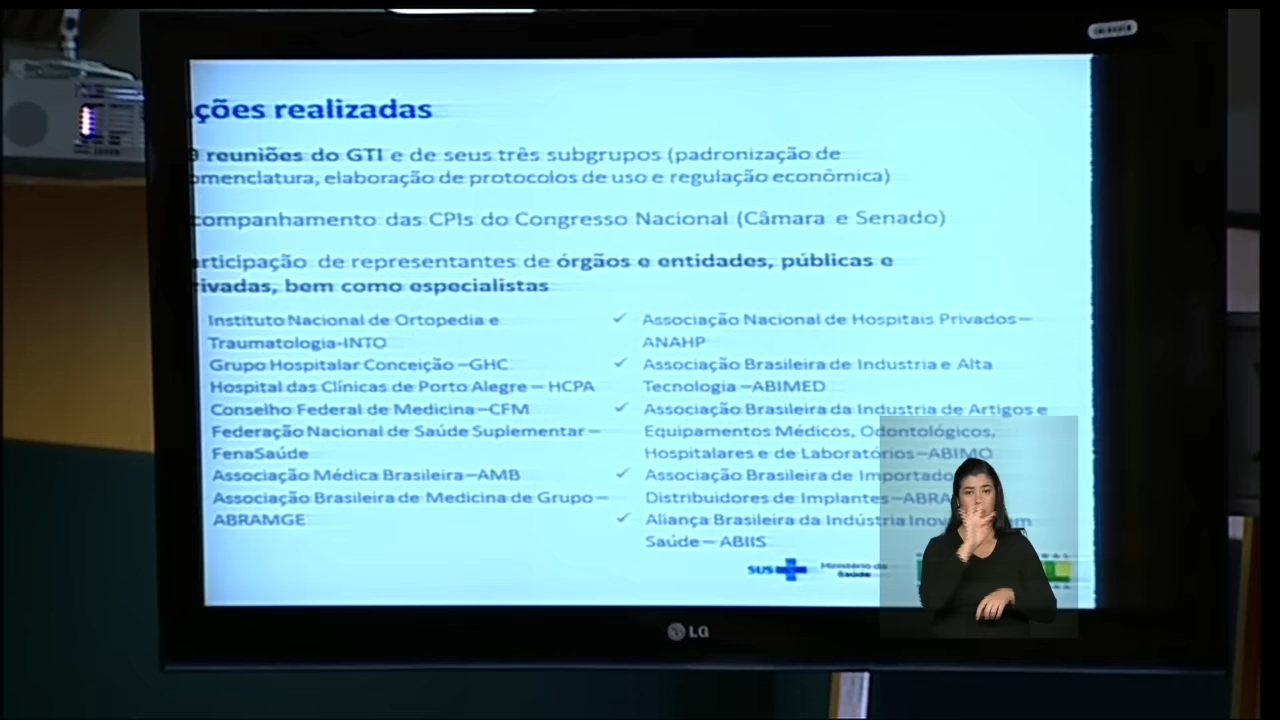 ções realizadas
reuniões do GTI e de seus três subgrupos (padronização de
omenclatura, elaboração de protocolos de uso e regulação econômica)
companhamento das CPIs do Congresso Nacional (Câmara e Senado)
articipação de representantes de órgãos e entidades, públicas e
rivadas, bem como especialistas
Instituto Nacional de Ortopedia e
Traumatologia-INTO
Grupo Hospitalar Conceição –GHC
Hospital das Clínicas de Porto Alegre – HCPA
Conselho Federal de Medicina –CFM
Federação Nacional de Saúde Suplementar –
FenaSaúde
Associação Médica Brasileira –AMB
Associação Brasileira de Medicina de Grupo –
ABRAMGE
✓ Associação Nacional de Hospitais Privados–
ANAHP
✓ Associação Brasileira de Industria e Alta
Tecnologia –ABIMED
✓ Associação Brasileira da Industria de Artigos e
Equipamentos Médicos, Odontológicos,
Hospitalares e de Laboratórios –ABIMO
✓ Associação Brasileira de Importado
Distribuidores de Implantes –ABRA
✓ Aliança Brasileira da Indústria Inov em
Saúde – ABIIS
SUS
Ministério da
Saúde
LG